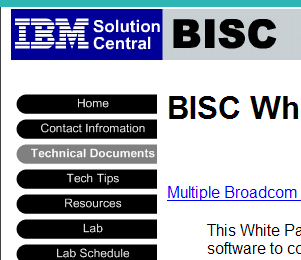 IBM Solution Central BISC
Home
Contact Infromation
Technical Documents
Tech Tips
Resources
Lab
Lab Schedule
BISC Wh
Multiple Broadcom
This White Pa
software to co